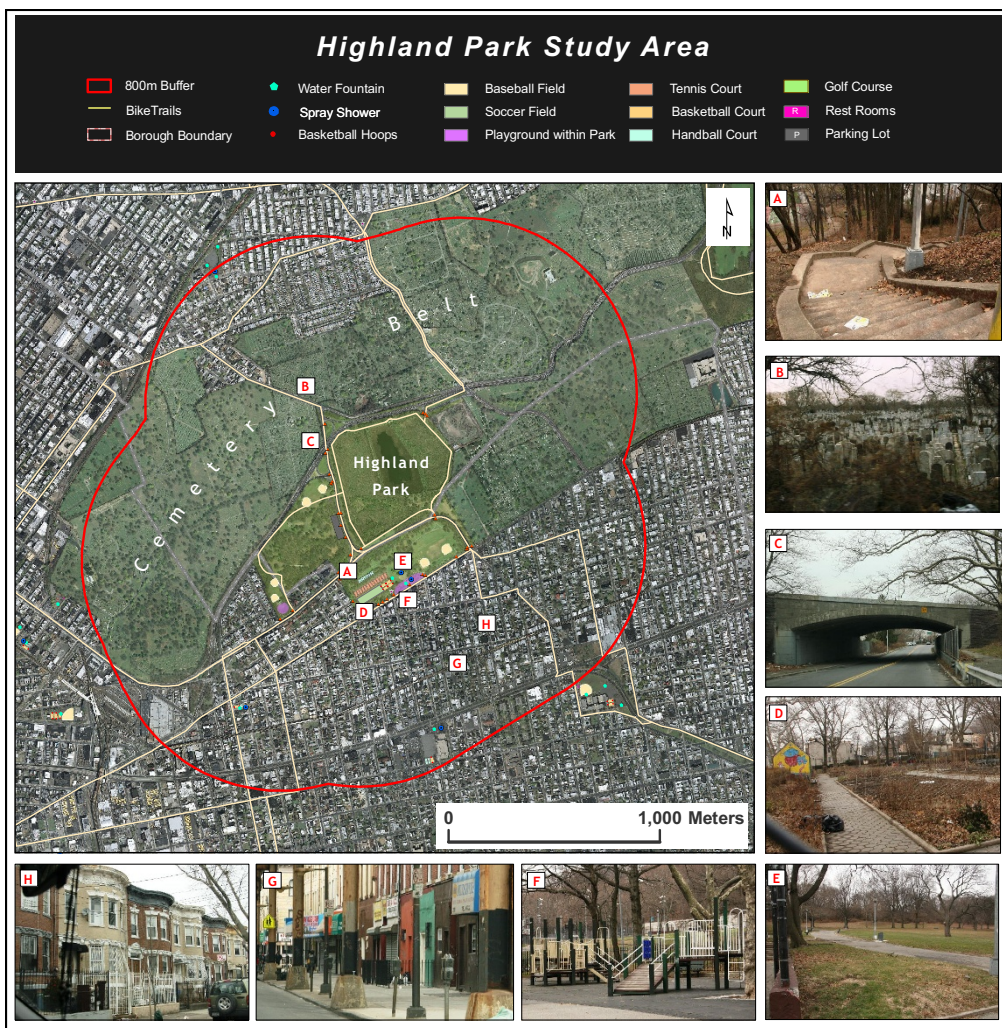 Highland Park Study Area
800m Buffer
BikeTrails
Borough Boundary
Water Fountain
Spray Shower
Basketball Hoops
Baseball Field
Soccer Field
Playground within Park
Tennis Court
Basketball Court
Handball Court
Golf Course
R Rest Rooms
P Parking Lot
N
Cemetery Belt
Highland
Park
B
C
A
E
D
F
H
G
0 1,000 Meters
A
B
C
D
H
G
F
E